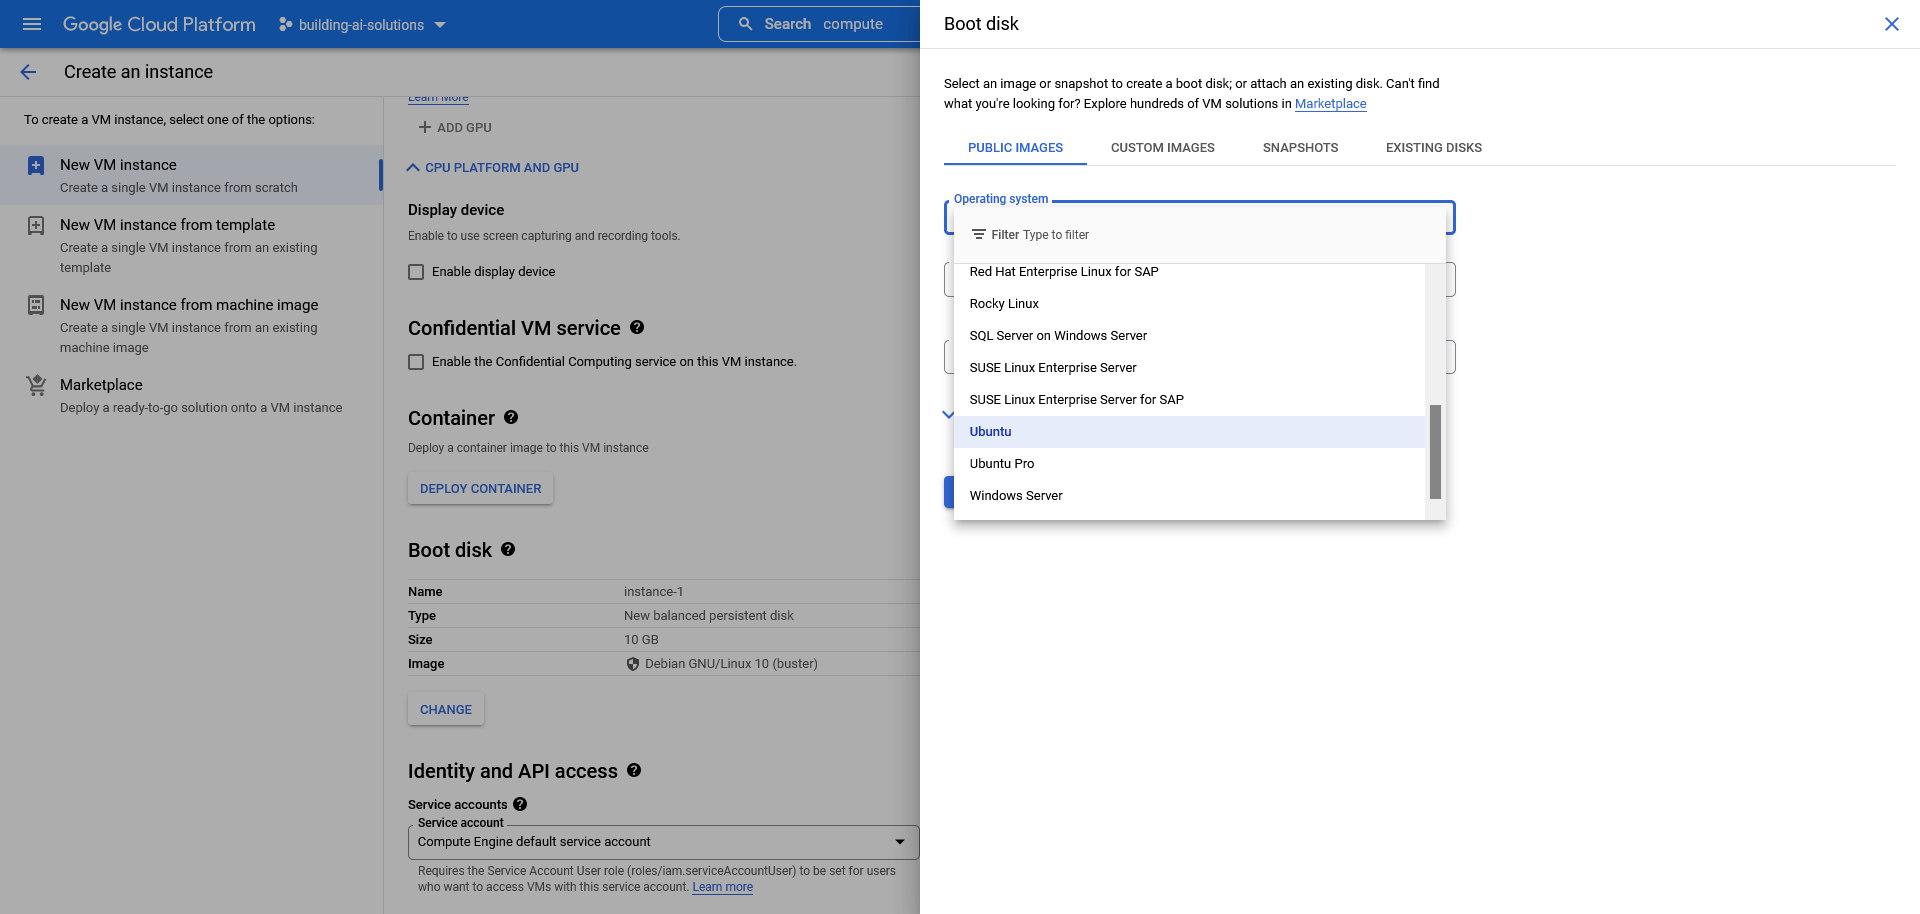 Google Cloud Platform
building-ai-solutions
Search compute
Create an instance
To create a VM instance, select one of the options:
New VM instance
Create a single VM instance from scratch
New VM instance from template
Create a single VM instance from an existing
template
New VM instance from machine image
Create a single VM instance from an existing
machine image
Marketplace
Deploy a ready-to-go solution onto a VM instance
Learn More
ADD GPU
CPU PLATFORM AND GPU
Display device
Enable to use screen capturing and recording tools.
Enable display device
Confidential VM service
Enable the Confidential Computing service on this VM instance.
Container
Deploy a container image to this VM instance
DEPLOY CONTAINER
Boot disk
Name instance-1
Type New balanced persistent disk
Size 10 GB
Image Debian GNU/Linux 10 (buster)
CHANGE
Identity and API access
Service accounts
Service account
Compute Engine default service account
Requires the Service Account User role (roles/iam.serviceAccountUser) to be set for users
who want to access VMs with this service account. Learn more
Boot disk
Select an image or snapshot to create a boot disk; or attach an existing disk. Can't find
what you're looking for? Explore hundreds of VM solutions in Marketplace
PUBLIC IMAGES CUSTOM IMAGES SNAPSHOTS EXISTING DISKS
Operating system
Filter Type to filter
Red Hat Enterprise Linux for SAP
Rocky Linux
SQL Server on Windows Server
SUSE Linux Enterprise Server
SUSE Linux Enterprise Server for SAP
Ubuntu
Ubuntu Pro
Windows Server